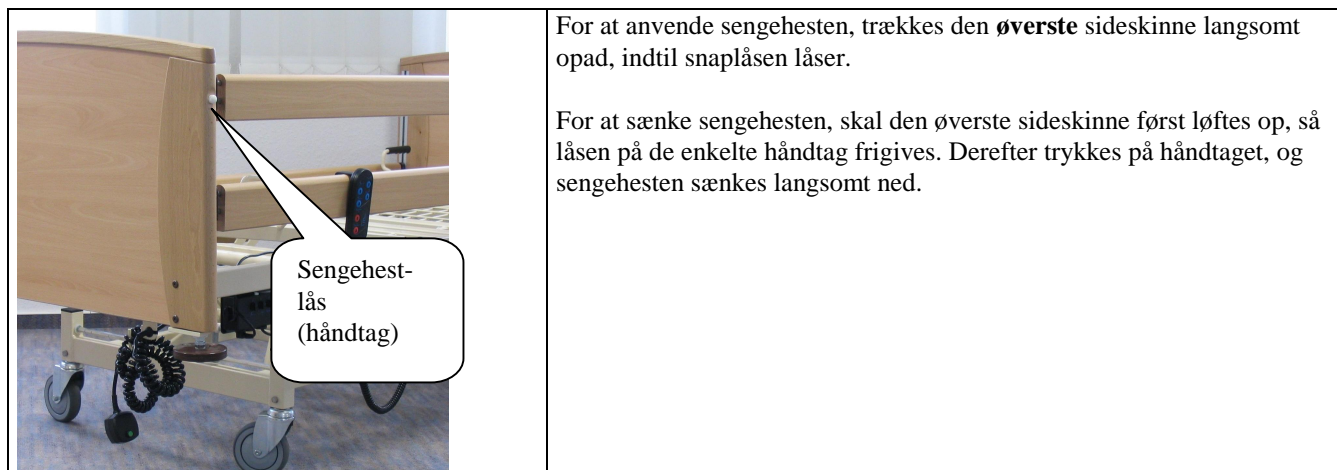 Sengehest-
lås
(håndtag)
For at anvende sengehesten, trækkes den øverste sideskinne langsomt
opad, indtil snaplåsen låser.
For at sænke sengehesten, skal den øverste sideskinne først løftes op, så
låsen på de enkelte håndtag frigives. Derefter trykkes på håndtaget, og
sengehesten sænkes langsomt ned.